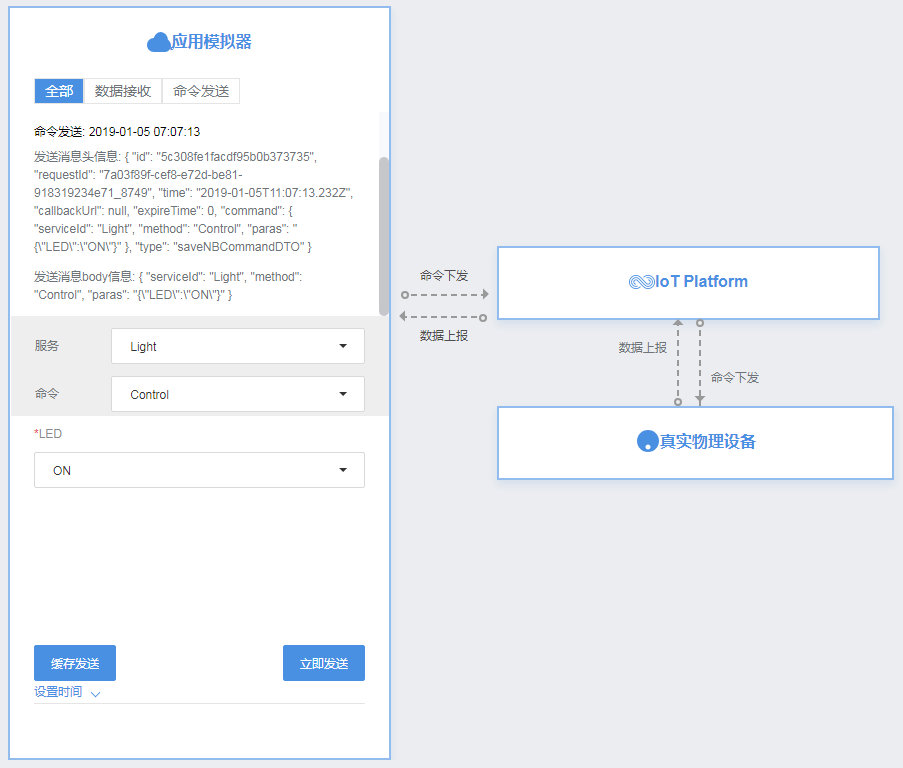 应用模拟器
全部 数据接收 命令发送
命令发送: 2019-01-05 07:07:13
发送消息头信息: { "id": "5c308fe1facdf95b0b373735",
"requestId": "7a03f89f-cef8-e72d-be81-
918319234e71_8749", "time": "2019-01-05T11:07:13.232Z",
"callbackUrl": null, "expireTime": 0, "command": {
"serviceId": "Light", "method": "Control", "paras": "
{\"LED\":\"ON\"}" }, "type": "saveNBCommandDTO" }
发送消息body信息: { "serviceId": "Light", "method":
"Control", "paras": "{\"LED\":\"ON\"}" }
服务 Light
命令 Control
*LED
ON
缓存发送 立即发送
设置时间
命令下发
数据上报
IoT Platform
数据上报
命令下发
真实物理设备